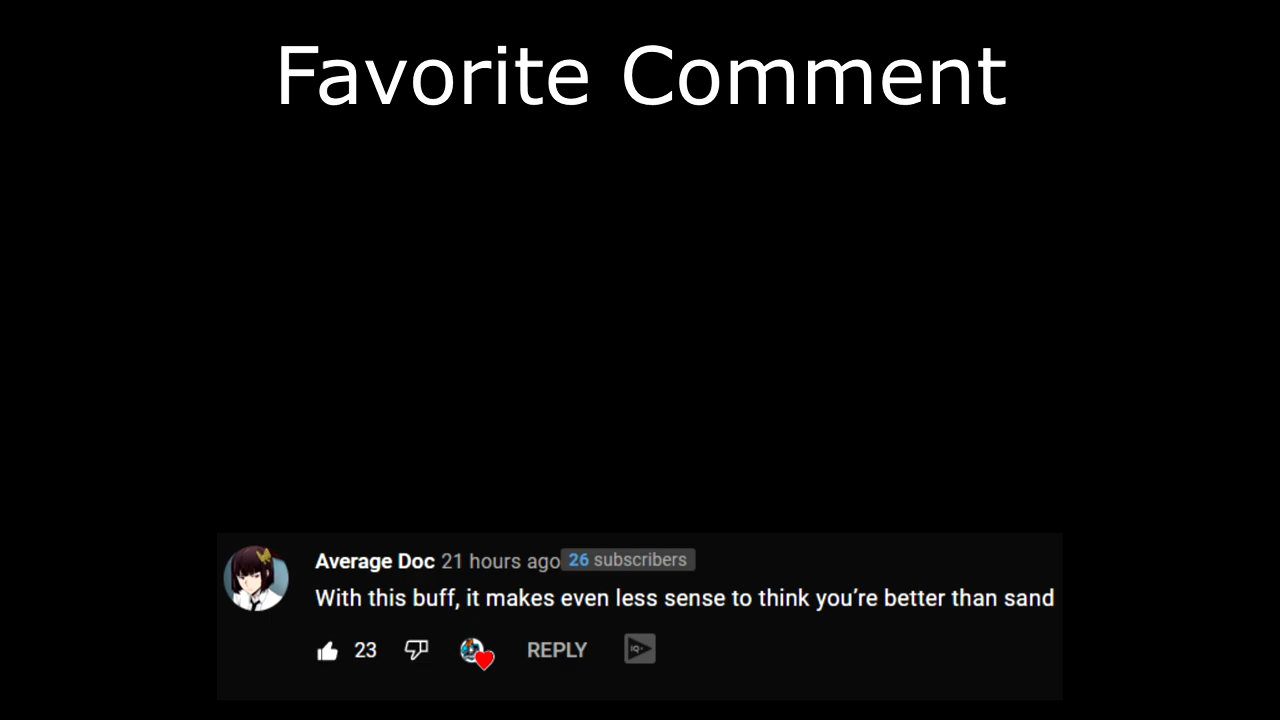 Favorite Comment
Average Doc 21 hours ago 26 subscribers
With this buff, it makes even less sense to think you’re better than sand
23 REPLY IQ